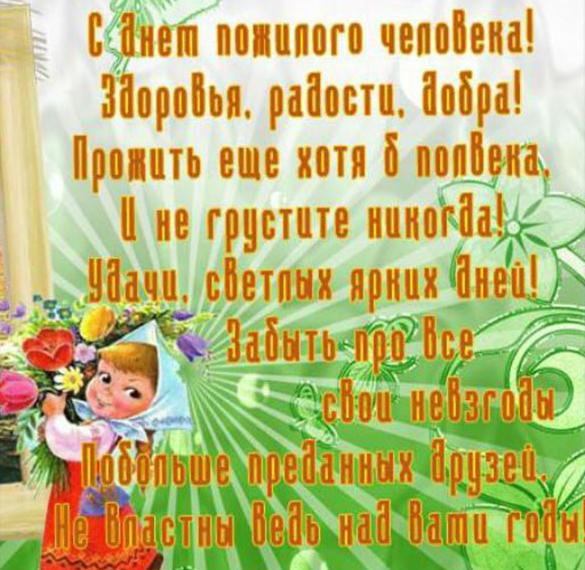 С Днем пожилого человека!
Здоровья, радости, добра!
Прожить еще хотя б полвека,
И не грустите никогда!
Удачи, светлых ярких дней!
Забыть про все
свои невзгоды
Побольше преданных друзей,
Не властны ведь над вами годы!